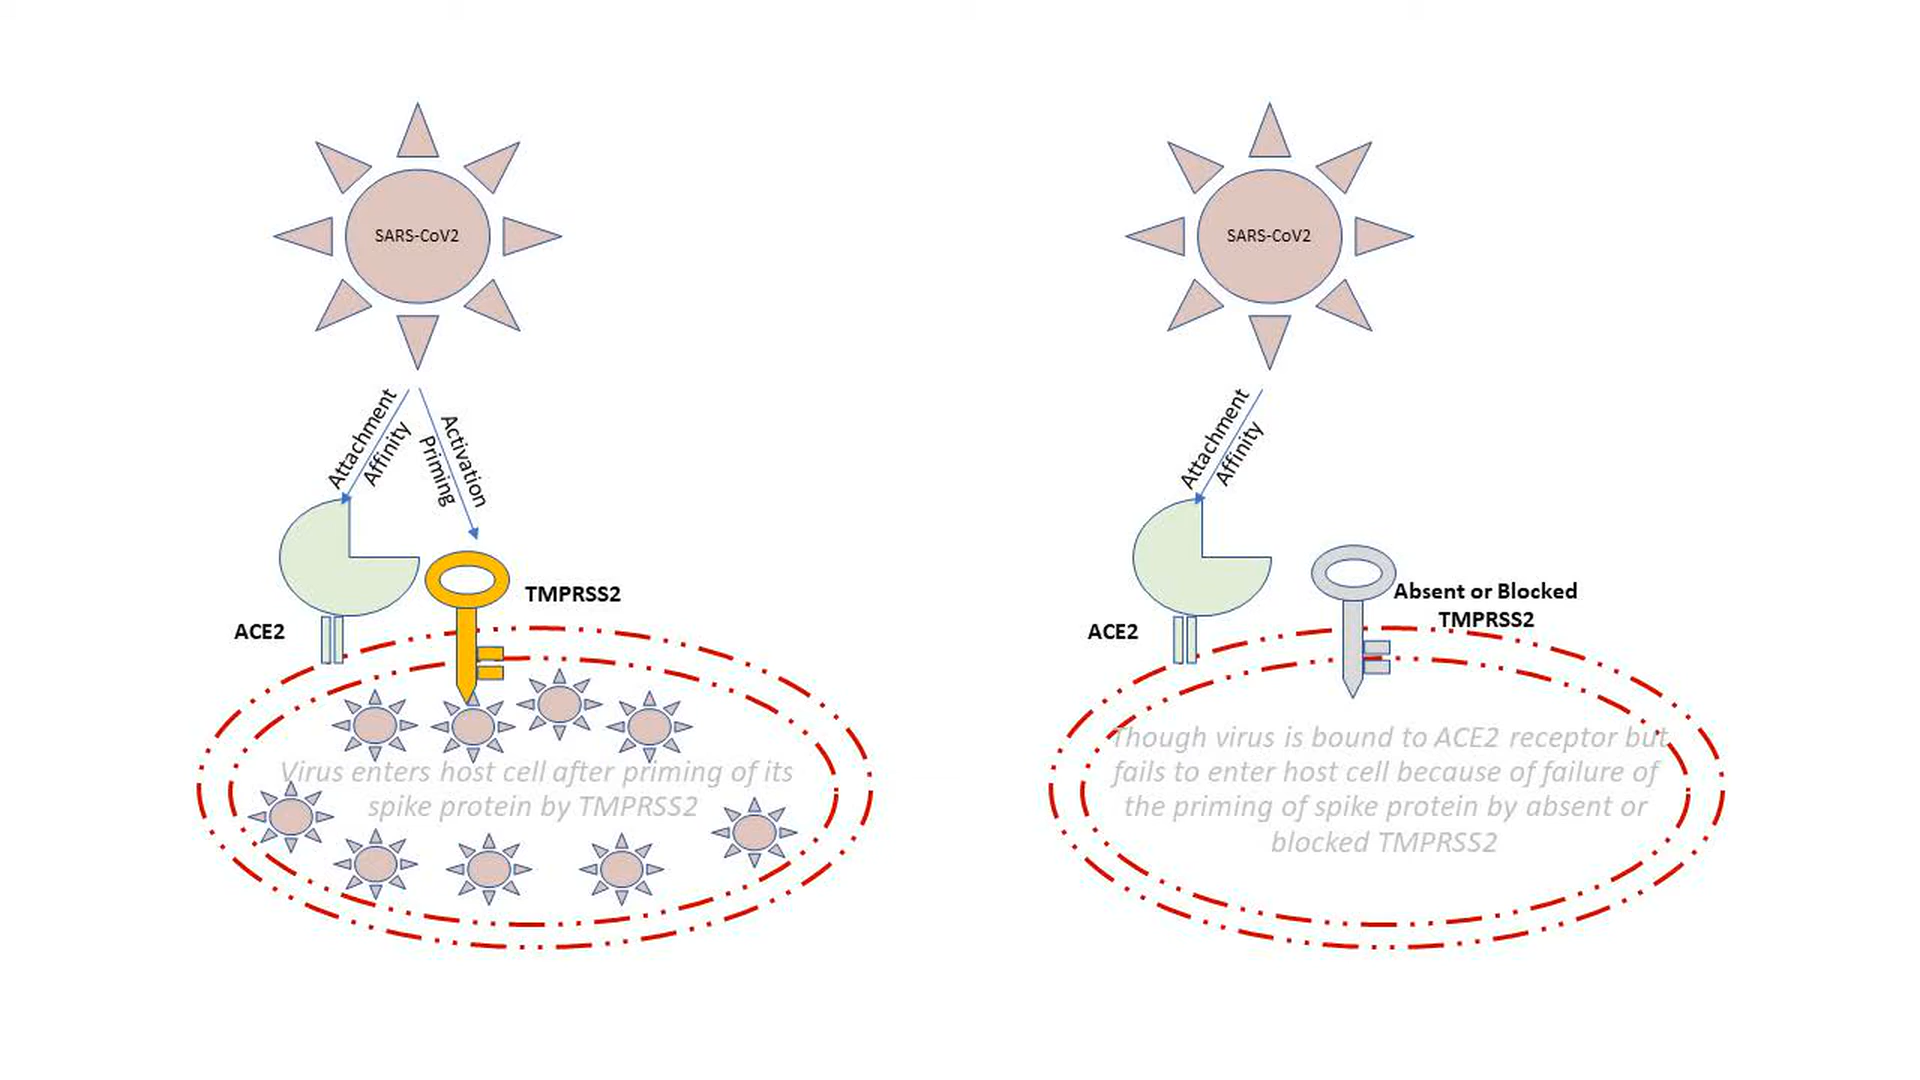 SARS-CoV2
Attachment
Affinity
Activation
Priming
ACE2
TMPRSS2
Virus enters host cell after priming of its
spike protein by TMPRSS2
SARS-CoV2
Attachment
Affinity
ACE2
Absent or Blocked
TMPRSS2
Though virus is bound to ACE2 receptor but
fails to enter host cell because of failure of
the priming of spike protein by absent or
blocked TMPRSS2